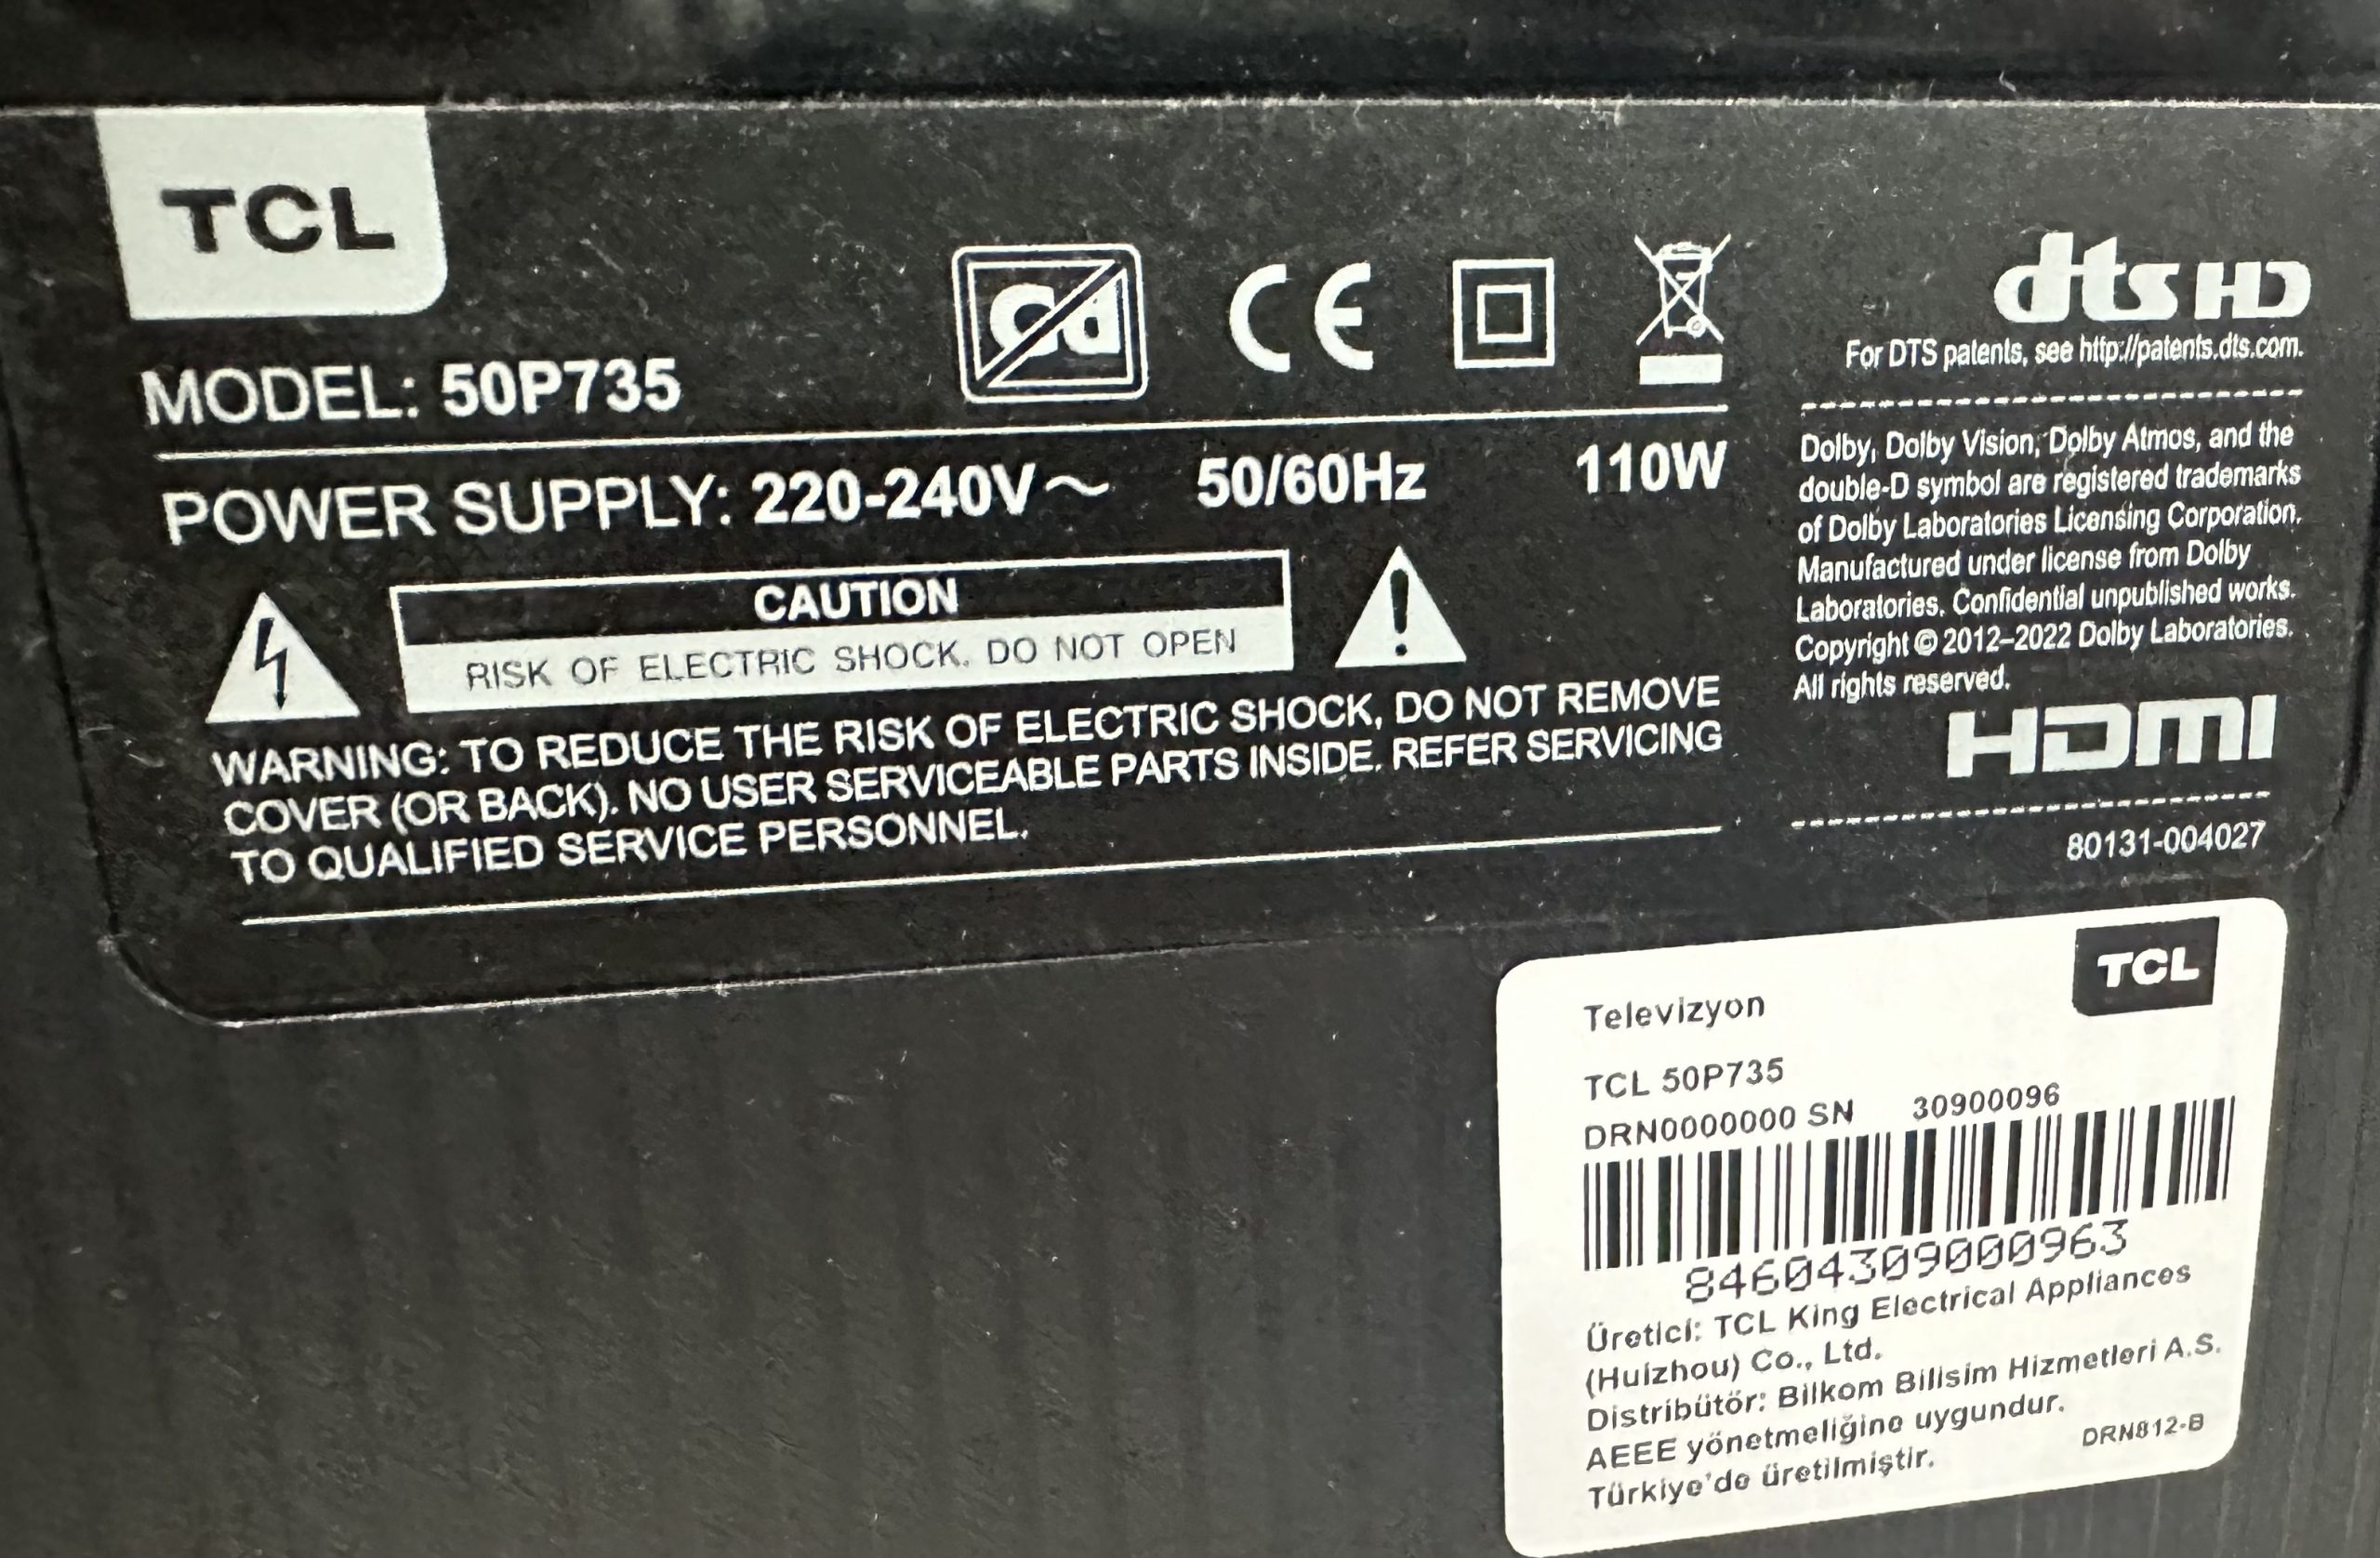 TCL
MODEL: 50P735
Cd
CE
POWER SUPPLY: 220-240V～ 50/60Hz 110W
CAUTION
RISK OF ELECTRIC SHOCK. DO NOT OPEN
WARNING: TO REDUCE THE RISK OF ELECTRIC SHOCK, DO NOT REMOVE
COVER (OR BACK). NO USER SERVICEABLE PARTS INSIDE. REFER SERVICING
TO QUALIFIED SERVICE PERSONNEL.
dts HD
For DTS patents, see http://patents.dts.com.
Dolby, Dolby Vision, Dolby Atmos, and the
double-D symbol are registered trademarks
of Dolby Laboratories Licensing Corporation.
Manufactured under license from Dolby
Laboratories. Confidential unpublished works.
Copyright © 2012–2022 Dolby Laboratories.
All rights reserved.
HDMI
80131-004027
TCL
Televizyon
TCL 50P735
DRN0000000 SN 30900096
84604309000963
Üretici: TCL King Electrical Appliances
(Huizhou) Co., Ltd.
Distribütör: Bilkom Bilisim Hizmetleri A.S.
AEEE yönetmeliğine uygundur.
Türkiye'de üretilmiştir.
DRN812-B